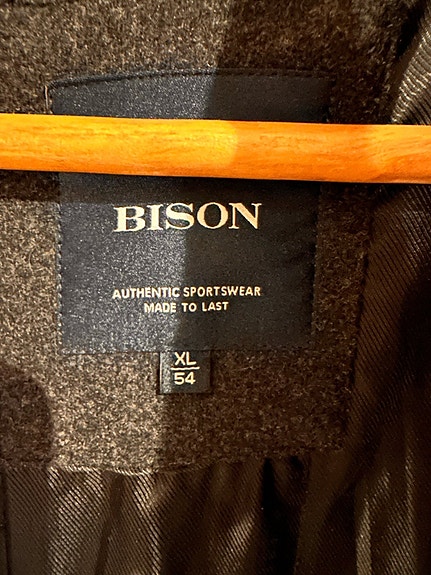 BISON
AUTHENTIC SPORTSWEAR
MADE TO LAST
XL
54